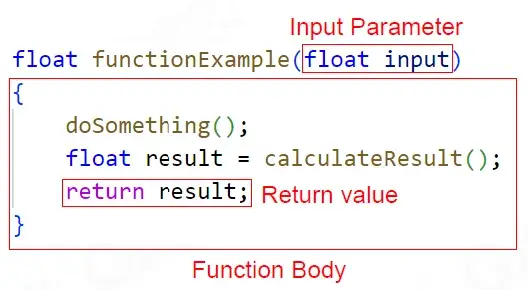 Input Parameter
float functionExample(float input)
{
doSomething();
float result = calculateResult();
return result; Return value
}
Function Body